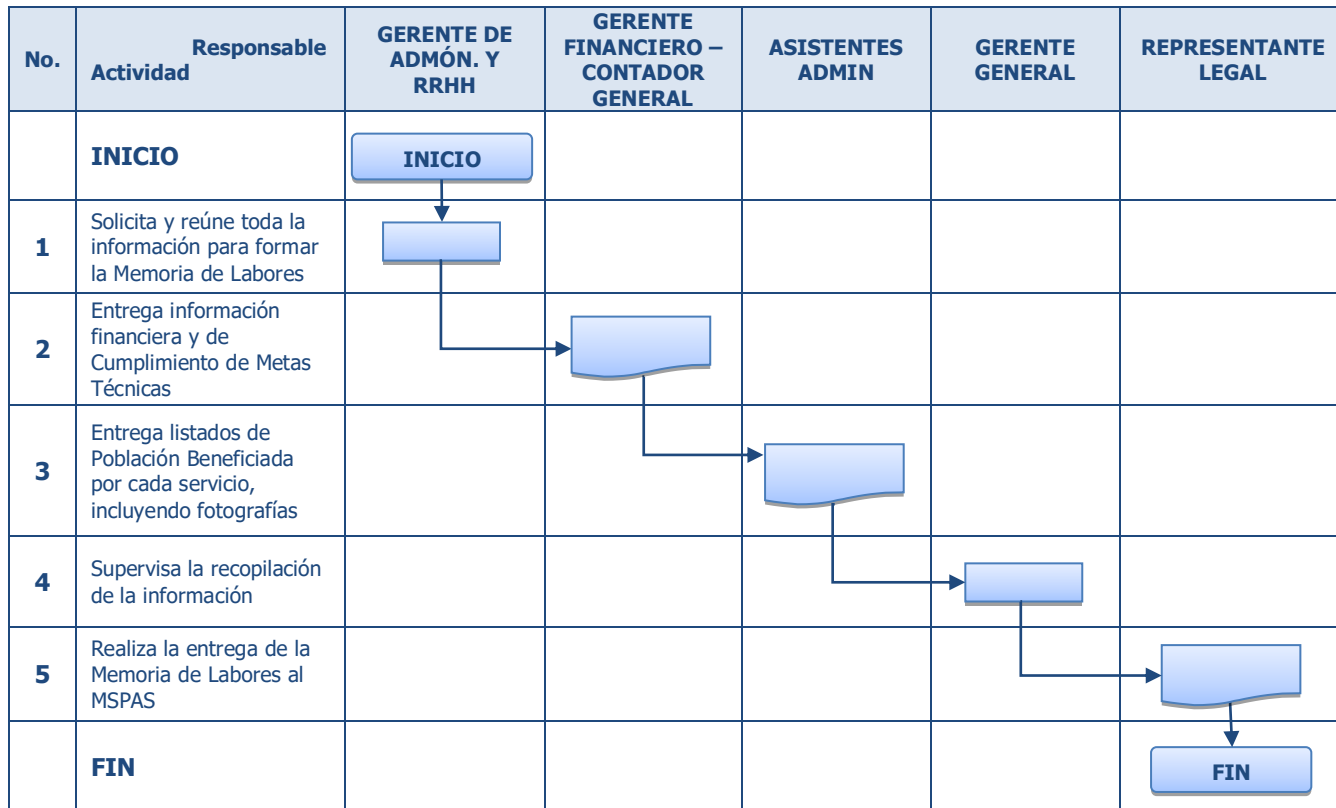 No.
Responsable
Actividad
GERENTE DE
ADMÓN. Y
RRHH
GERENTE
FINANCIERO –
CONTADOR
GENERAL
ASISTENTES
ADMIN
GERENTE
GENERAL
REPRESENTANTE
LEGAL
INICIO
INICIO
1
Solicita y reúne toda la
información para formar
la Memoria de Labores
2
Entrega información
financiera y de
Cumplimiento de Metas
Técnicas
3
Entrega listados de
Población Beneficiada
por cada servicio,
incluyendo fotografías
4
Supervisa la recopilación
de la información
5
Realiza la entrega de la
Memoria de Labores al
MSPAS
FIN
FIN